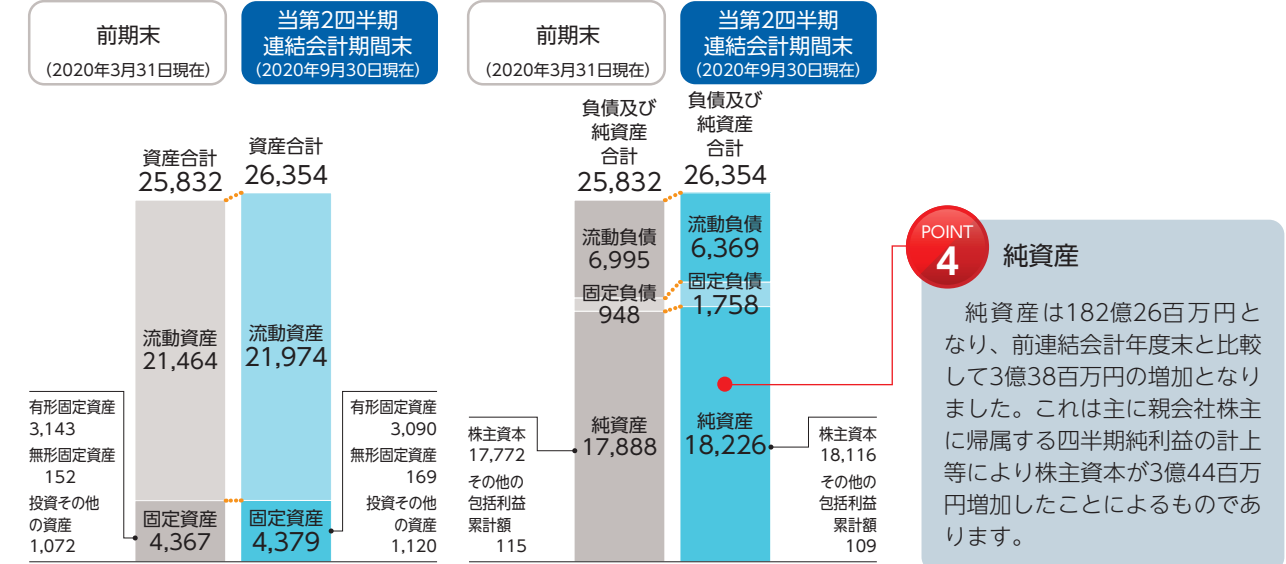 前期末
(2020年3月31日現在)
当第2四半期
連結会計期間末
(2020年9月30日現在)
資産合計
25,832
資産合計
26,354
流動資産
21,464
流動資産
21,974
有形固定資産
3,143
無形固定資産
152
投資その他
の資産
1,072
固定資産
4,367
固定資産
4,379
有形固定資産
3,090
無形固定資産
169
投資その他
の資産
1,120
前期末
(2020年3月31日現在)
当第2四半期
連結会計期間末
(2020年9月30日現在)
負債及び
純資産
合計
25,832
負債及び
純資産
合計
26,354
流動負債
6,995
流動負債
6,369
固定負債
948
固定負債
1,758
株主資本
17,772
その他の
包括利益
累計額
115
純資産
17,888
純資産
18,226
株主資本
18,116
その他の
包括利益
累計額
109
POINT
4
純資産
純資産は182億26百万円と
なり、前連結会計年度末と比較
して3億38百万円の増加となり
ました。これは主に親会社株主
に帰属する四半期純利益の計上
等により株主資本が3億44百万
円増加したことによるものであ
ります。